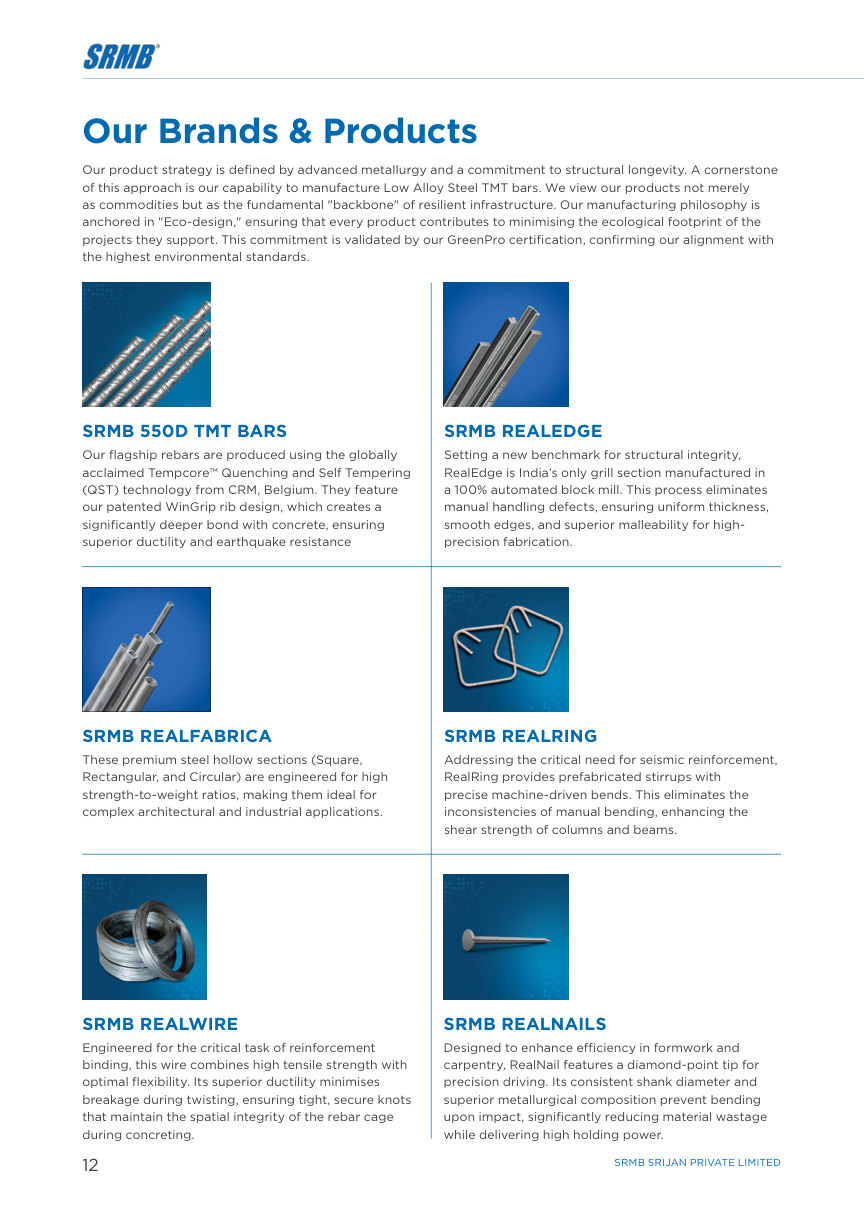 SRMB®
Our Brands & Products
Our product strategy is defined by advanced metallurgy and a commitment to structural longevity. A cornerstone
of this approach is our capability to manufacture Low Alloy Steel TMT bars. We view our products not merely
as commodities but as the fundamental "backbone" of resilient infrastructure. Our manufacturing philosophy is
anchored in "Eco-design," ensuring that every product contributes to minimising the ecological footprint of the
projects they support. This commitment is validated by our GreenPro certification, confirming our alignment with
the highest environmental standards.
SRMB 550D TMT BARS
Our flagship rebars are produced using the globally
acclaimed Tempcore™ Quenching and Self Tempering
(QST) technology from CRM, Belgium. They feature
our patented WinGrip rib design, which creates a
significantly deeper bond with concrete, ensuring
superior ductility and earthquake resistance
SRMB REALEDGE
Setting a new benchmark for structural integrity,
RealEdge is India’s only grill section manufactured in
a 100% automated block mill. This process eliminates
manual handling defects, ensuring uniform thickness,
smooth edges, and superior malleability for high-
precision fabrication.
SRMB REALFABRICA
These premium steel hollow sections (Square,
Rectangular, and Circular) are engineered for high
strength-to-weight ratios, making them ideal for
complex architectural and industrial applications.
SRMB REALRING
Addressing the critical need for seismic reinforcement,
RealRing provides prefabricated stirrups with
precise machine-driven bends. This eliminates the
inconsistencies of manual bending, enhancing the
shear strength of columns and beams.
SRMB REALWIRE
Engineered for the critical task of reinforcement
binding, this wire combines high tensile strength with
optimal flexibility. Its superior ductility minimises
breakage during twisting, ensuring tight, secure knots
that maintain the spatial integrity of the rebar cage
during concreting.
SRMB REALNAILS
Designed to enhance efficiency in formwork and
carpentry, RealNail features a diamond-point tip for
precision driving. Its consistent shank diameter and
superior metallurgical composition prevent bending
upon impact, significantly reducing material wastage
while delivering high holding power.
12
SRMB SRIJAN PRIVATE LIMITED